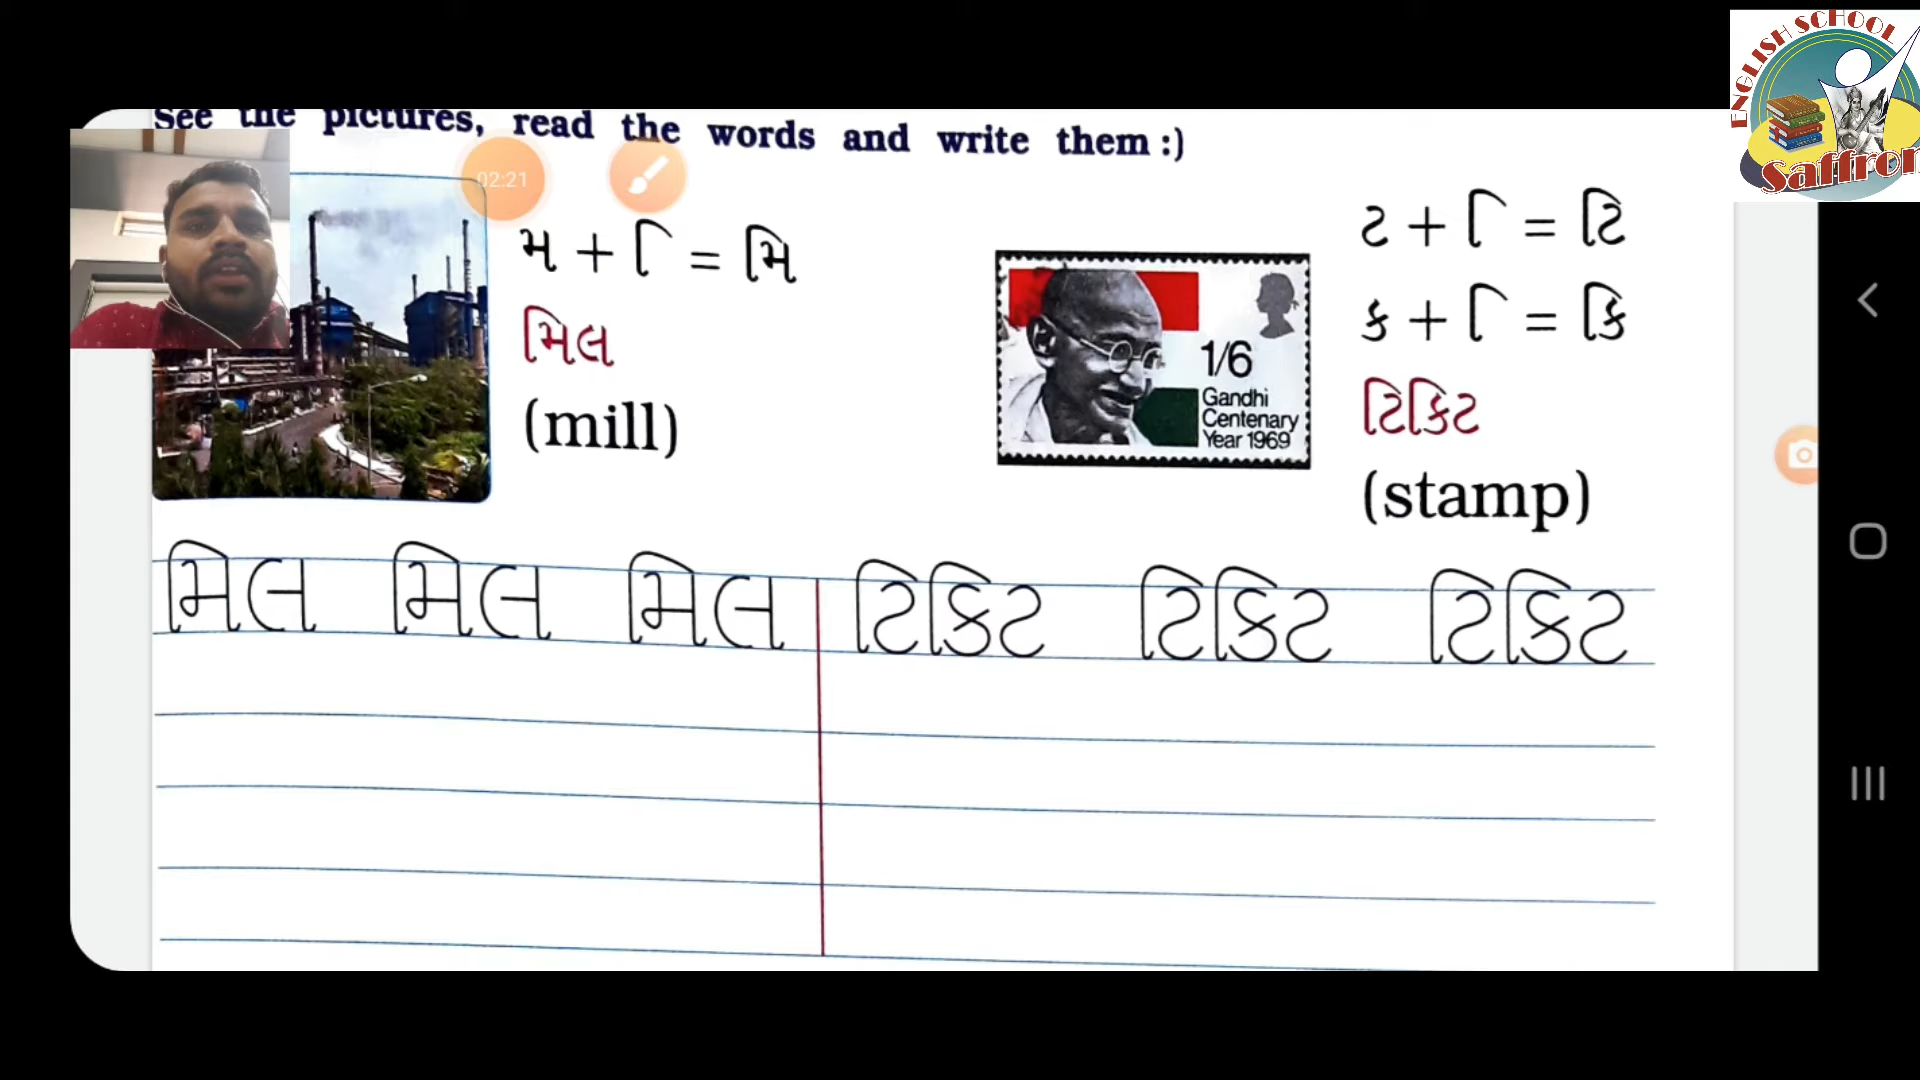 See the pictures, read the words and write them :)
02:21
મ + િ = મિ
મિલ
(mill)
1/6
Gandhi
Centenary
Year 1969
ટ + િ = ટિ
ક + િ = કિ
ટિકિટ
(stamp)
મિલ મિલ મિલ ટિકિટ ટિકિટ ટિકિટ
ENGLISH SCHOOL
Saffron